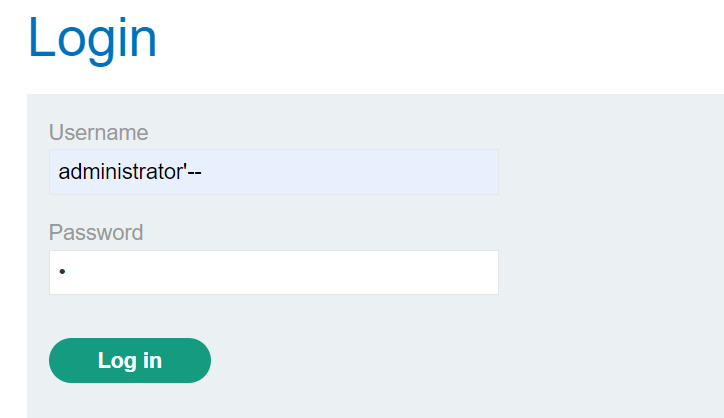 Login
Username
administrator'--
Password
•
Log in